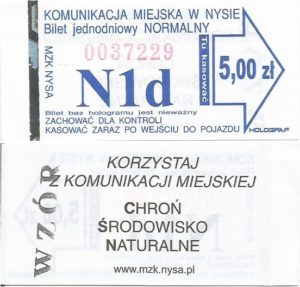 KOMUNIKACJA MIEJSKA W NYSIE
Bilet jednodniowy NORMALNY
0037229
MZK NYSA
N1d
Tu kasować
5,00 zł
Bilet bez hologramu jest nieważny
ZACHOWAĆ DLA KONTROLI
KASOWAĆ ZARAZ PO WEJŚCIU DO POJAZDU
HOLOGRAF
WZÓR
KORZYSTAJ
Z KOMUNIKACJI MIEJSKIEJ
CHROŃ
ŚRODOWISKO
NATURALNE
www.mzk.nysa.pl